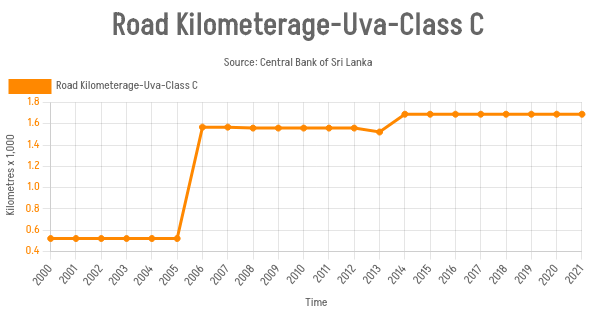 Road Kilometerage-Uva-Class C
Source: Central Bank of Sri Lanka
Road Kilometerage-Uva-Class C
Kilometres x 1,000
1.8
1.6
1.4
1.2
1.0
0.8
0.6
0.4
2000 2001 2002 2003 2004 2005 2006 2007 2008 2009 2010 2011 2012 2013 2014 2015 2016 2017 2018 2019 2020 2021
Time